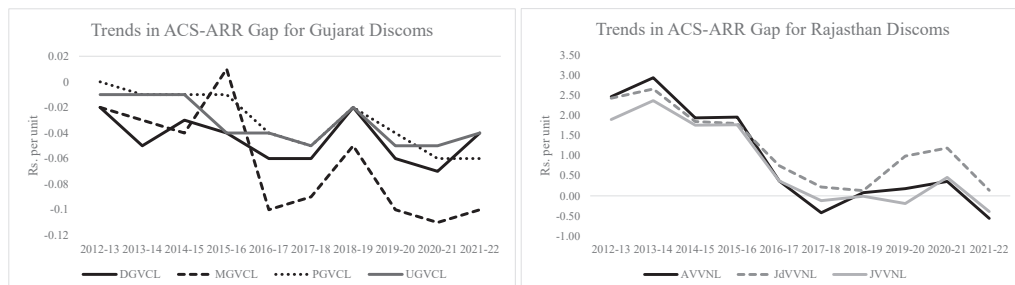 Trends in ACS-ARR Gap for Gujarat Discoms
Rs. per unit
0.02
0
-0.02
-0.04
-0.06
-0.08
-0.1
-0.12
2012-13 2013-14 2014-15 2015-16 2016-17 2017-18 2018-19 2019-20 2020-21 2021-22
DGVCL MGVCL PGVCL UGVCL
Trends in ACS-ARR Gap for Rajasthan Discoms
Rs. per unit
3.50
3.00
2.50
2.00
1.50
1.00
0.50
0.00
-0.50
-1.00
2012-13 2013-14 2014-15 2015-16 2016-17 2017-18 2018-19 2019-20 2020-21 2021-22
AVVNL JdVVNL JVVNL